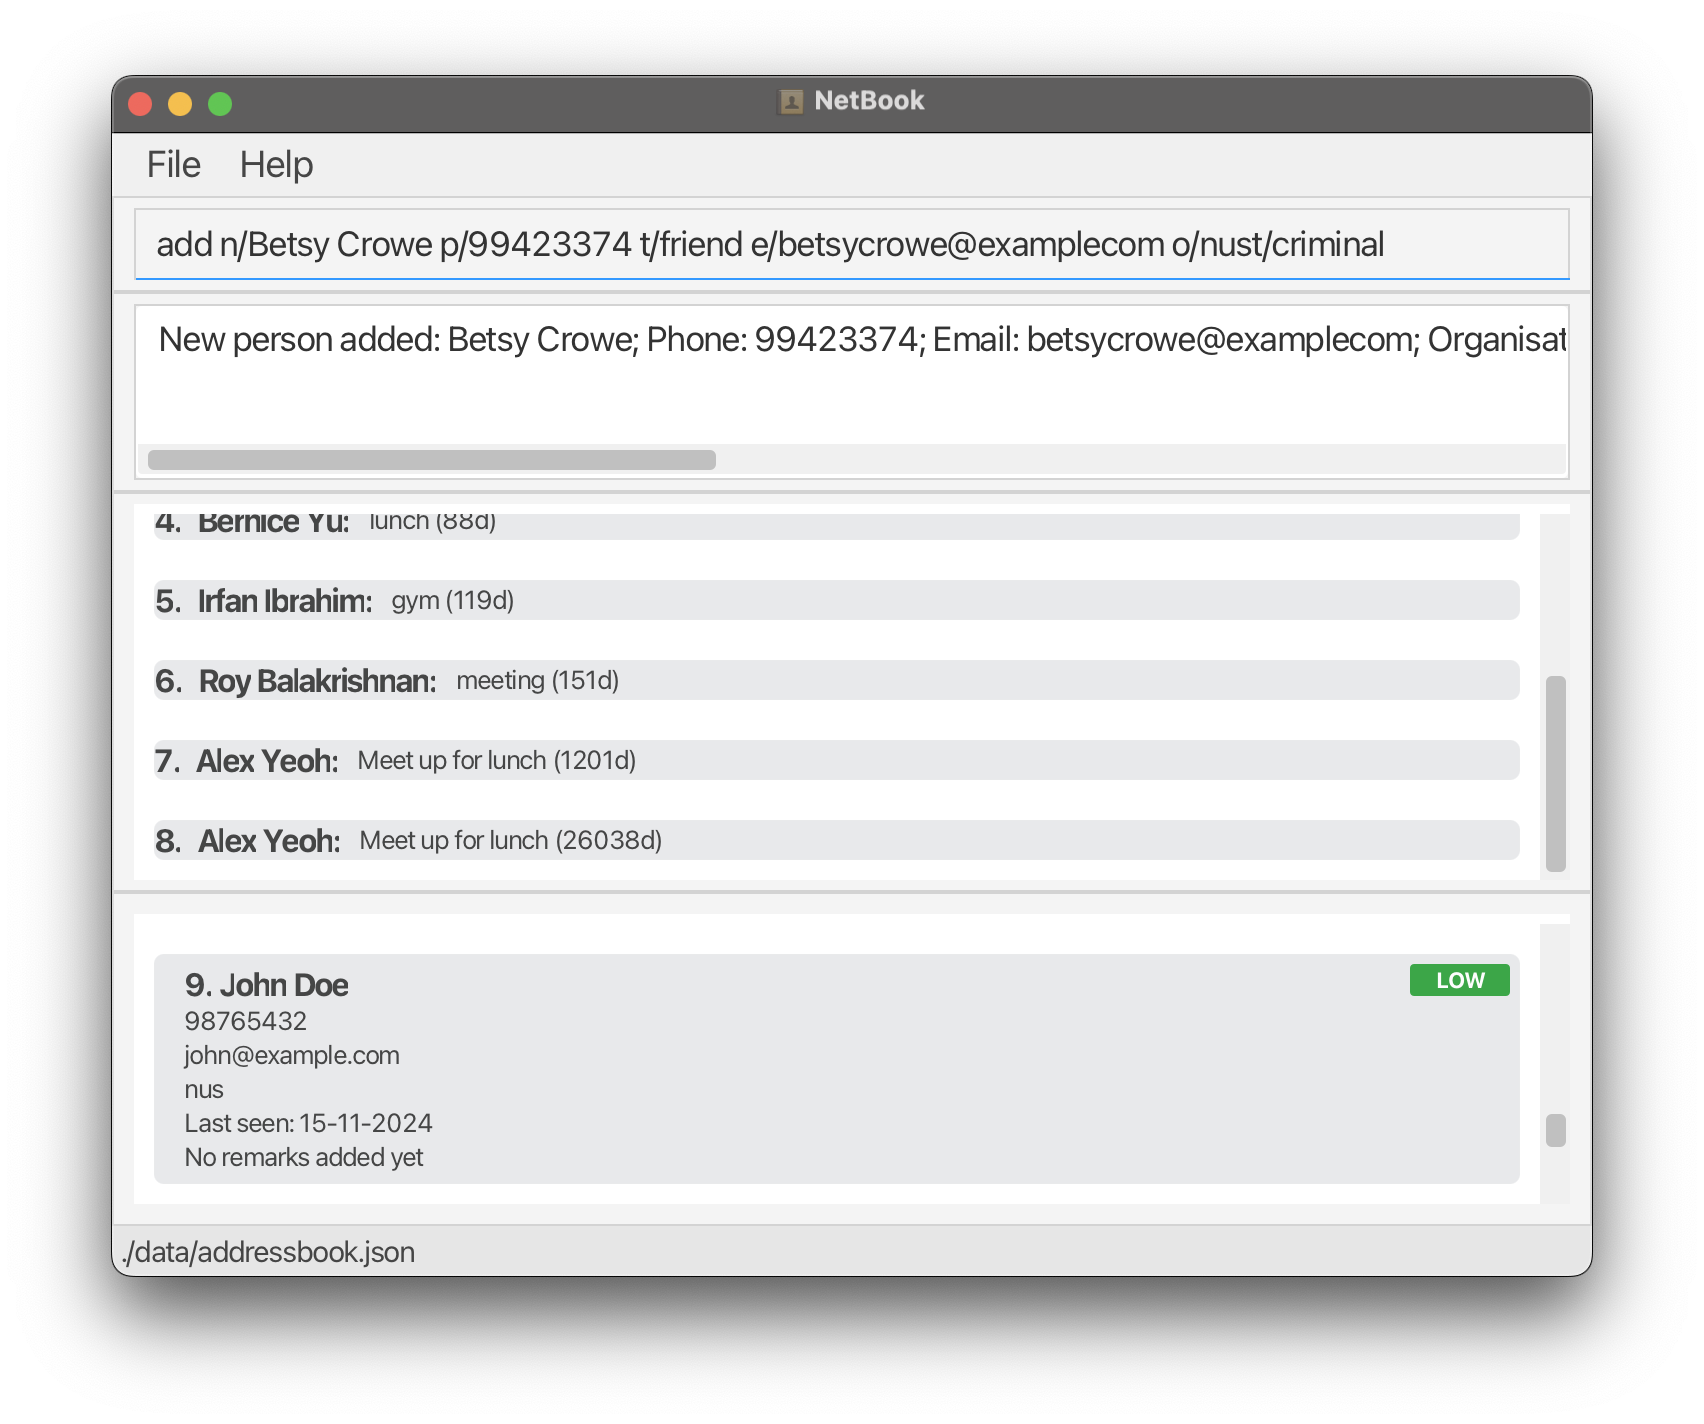 NetBook
File Help
add n/Betsy Crowe p/99423374 t/friend e/betsycrowe@examplecom o/nust/criminal
New person added: Betsy Crowe; Phone: 99423374; Email: betsycrowe@examplecom; Organisat
4. Bernice Yu: lunch (88d)
5. Irfan Ibrahim: gym (119d)
6. Roy Balakrishnan: meeting (151d)
7. Alex Yeoh: Meet up for lunch (1201d)
8. Alex Yeoh: Meet up for lunch (26038d)
9. John Doe LOW
98765432
john@example.com
nus
Last seen: 15-11-2024
No remarks added yet
./data/addressbook.json